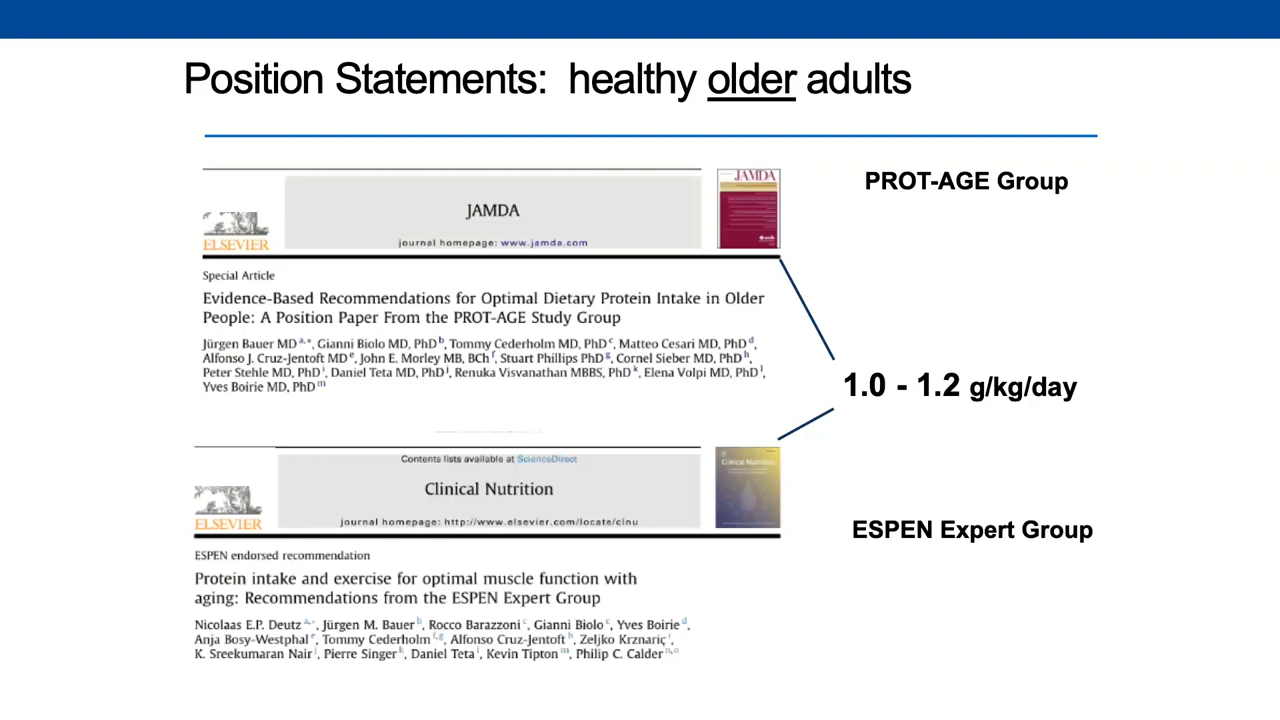 Position Statements: healthy older adults
PROT-AGE Group
JAMDA
JAMDA
ELSEVIER
journal homepage: www.jamda.com
Special Article
Evidence-Based Recommendations for Optimal Dietary Protein Intake in Older
People: A Position Paper From the PROT-AGE Study Group
Jürgen Bauer MD a,*, Gianni Biolo MD, PhD b, Tommy Cederholm MD, PhD c, Matteo Cesari MD, PhD d,
Alfonso J. Cruz-Jentoft MD e, John E. Morley MB, BCh f, Stuart Phillips PhD g, Cornel Sieber MD, PhD h,
Peter Stehle MD, PhD i, Daniel Teta MD, PhD j, Renuka Visvanathan MBBS, PhD k, Elena Volpi MD, PhD l,
Yves Boirie MD, PhD m
1.0 - 1.2 g/kg/day
Contents lists available at ScienceDirect
Clinical Nutrition
Clinical Nutrition
ELSEVIER
journal homepage: http://www.elsevier.com/locate/clnu
ESPEN Expert Group
ESPEN endorsed recommendation
Protein intake and exercise for optimal muscle function with
aging: Recommendations from the ESPEN Expert Group
Nicolaas E.P. Deutz a,*, Jürgen M. Bauer b, Rocco Barazzoni c, Gianni Biolo c, Yves Boirie d,
Anja Bosy-Westphal e, Tommy Cederholm f,g, Alfonso Cruz-Jentoft h, Zeljko Krznariç i,
K. Sreekumaran Nair j, Pierre Singer k, Daniel Teta l, Kevin Tipton m, Philip C. Calder n,o